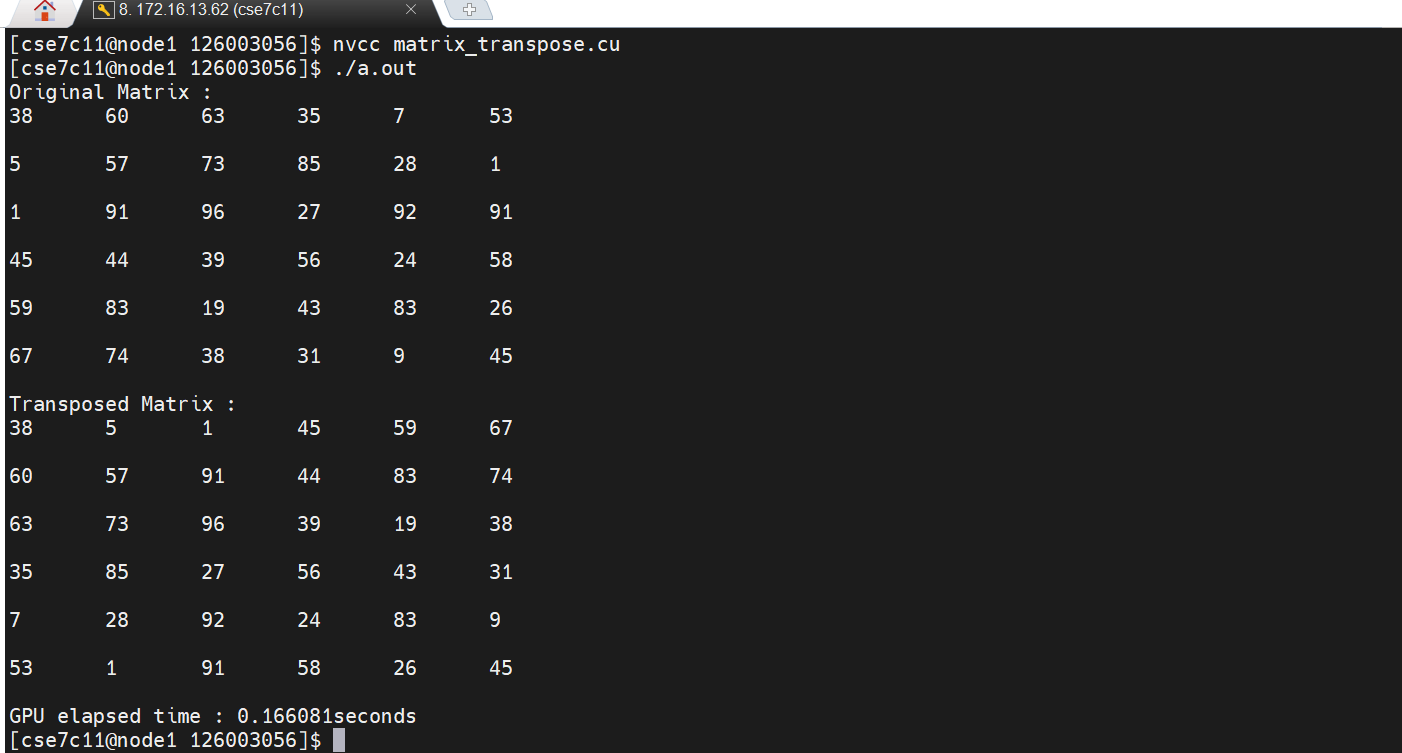 8. 172.16.13.62 (cse7c11)
[cse7c11@node1 126003056]$ nvcc matrix_transpose.cu
[cse7c11@node1 126003056]$ ./a.out
Original Matrix :
38 60 63 35 7 53
5 57 73 85 28 1
1 91 96 27 92 91
45 44 39 56 24 58
59 83 19 43 83 26
67 74 38 31 9 45
Transposed Matrix :
38 5 1 45 59 67
60 57 91 44 83 74
63 73 96 39 19 38
35 85 27 56 43 31
7 28 92 24 83 9
53 1 91 58 26 45
GPU elapsed time : 0.166081seconds
[cse7c11@node1 126003056]$